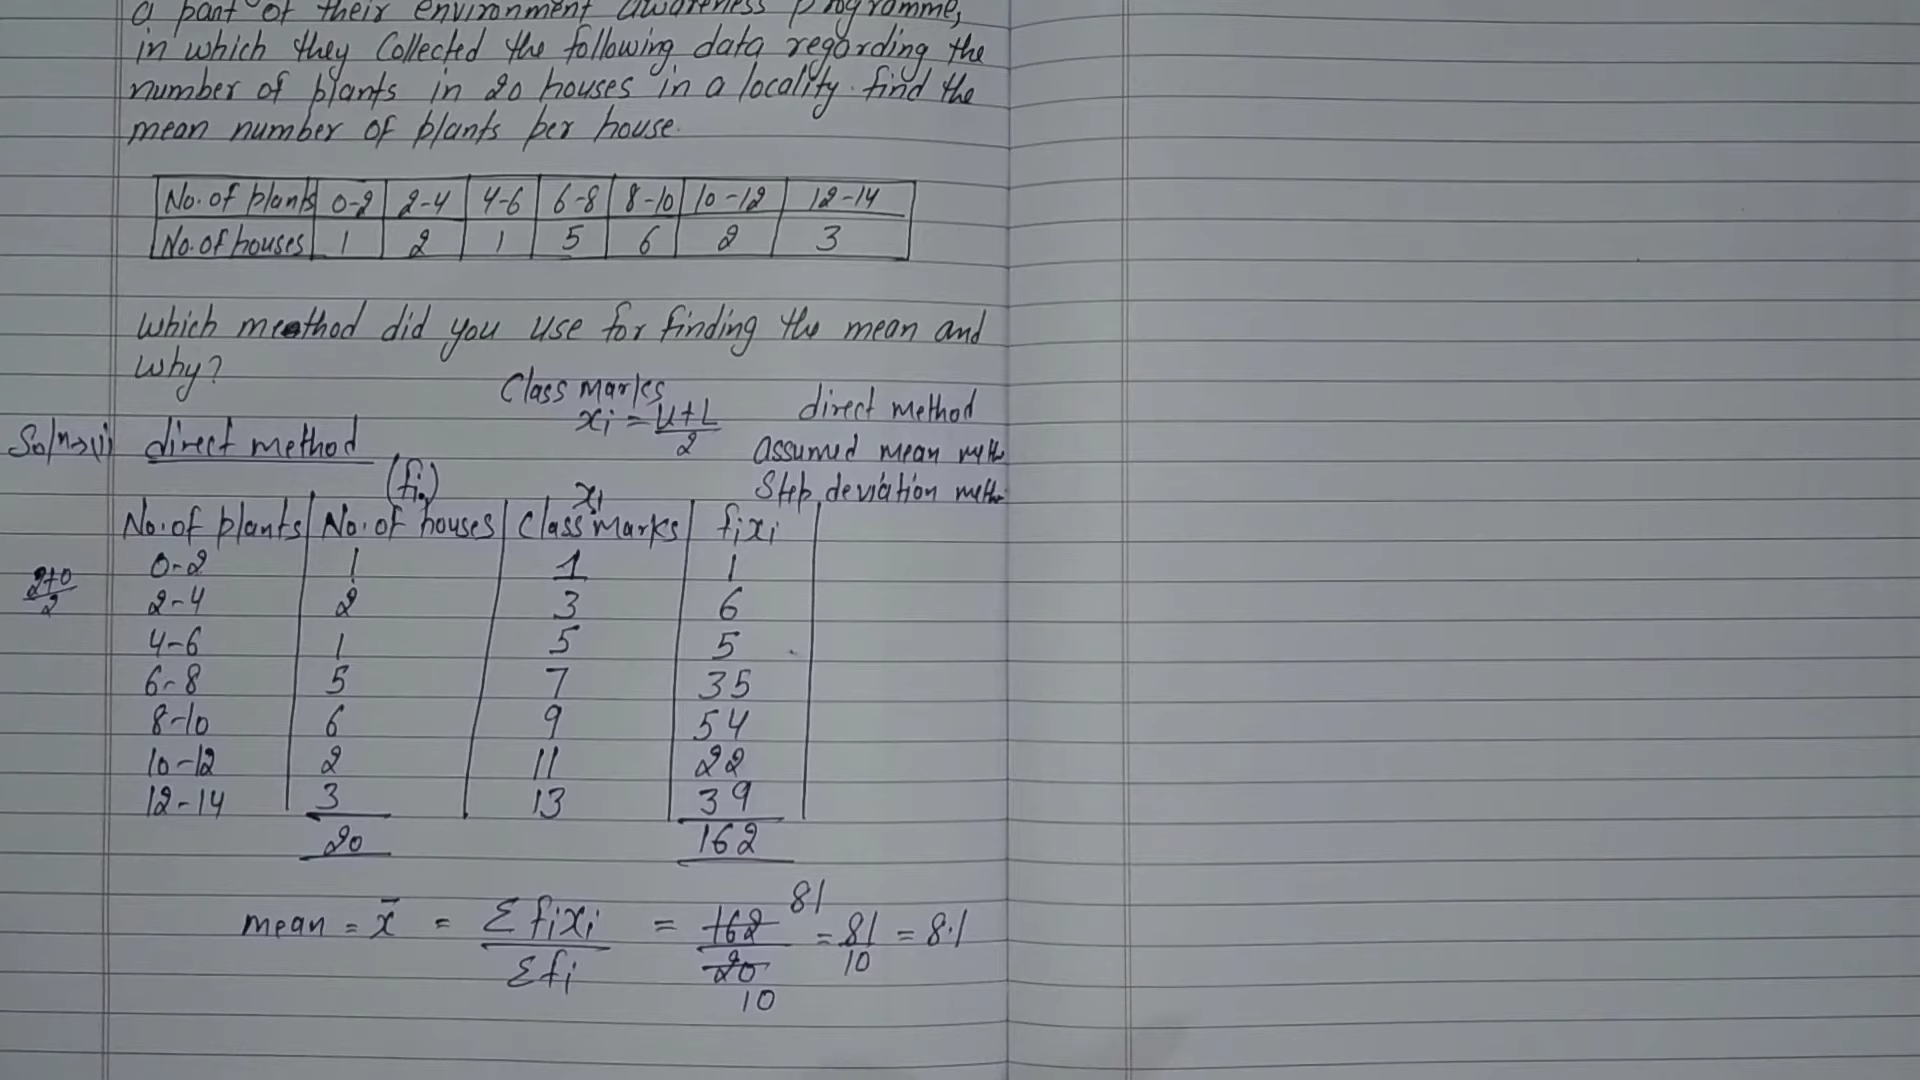 a part of their environment awareness programme,
in which they Collected the following data regarding the
number of plants in 20 houses in a locality. find the
mean number of plants per house.
No. of plants 0-2 2-4 4-6 6-8 8-10 10-12 12-14
No. of houses 1 2 1 5 6 2 3
which method did you use for finding the mean and
why?
Class marks
xi = U+L / 2
direct method
assumed mean
Step deviation
Soln→(i) direct method
(fi) xi
No. of plants No. of houses Class marks fixi
0-2 1 1 1
2+0 / 2
2-4 2 3 6
4-6 1 5 5
6-8 5 7 35
8-10 6 9 54
10-12 2 11 22
12-14 3 13 39
20 162
mean = x̄ = Σfixi / Σfi = 162 / 20 81 / 10 = 81 / 10 = 8.1